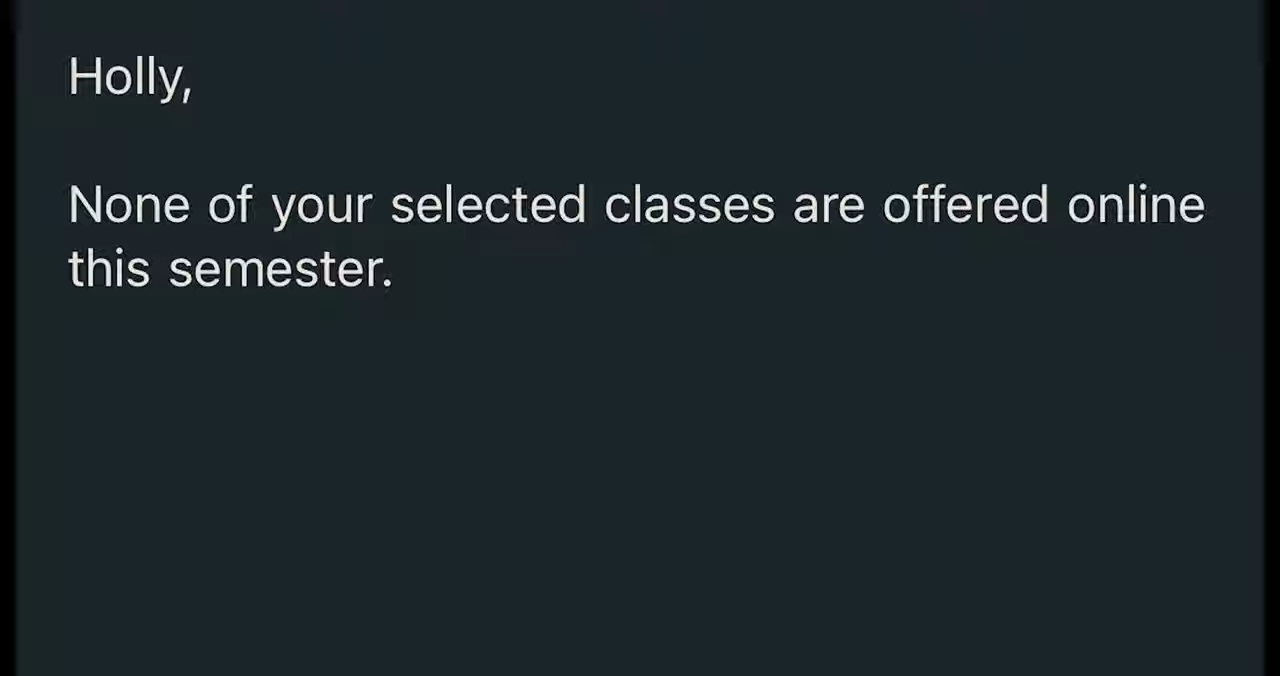 Holly,
None of your selected classes are offered online
this semester.